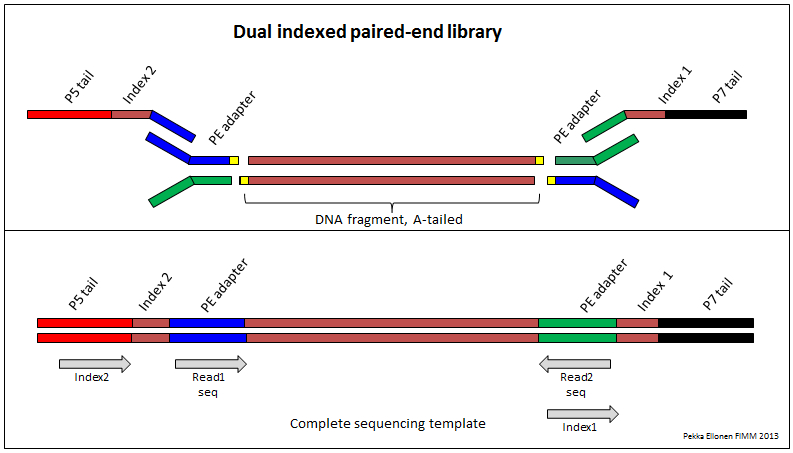 Dual indexed paired-end library
P5 tail
Index 2
PE adapter
PE adapter
Index 1
P7 tail
DNA fragment, A-tailed
P5 tail
Index 2
PE adapter
PE adapter
Index 1
P7 tail
Index2
Read1
seq
Read2
seq
Index1
Complete sequencing template
Pekka Ellonen FIMM 2013